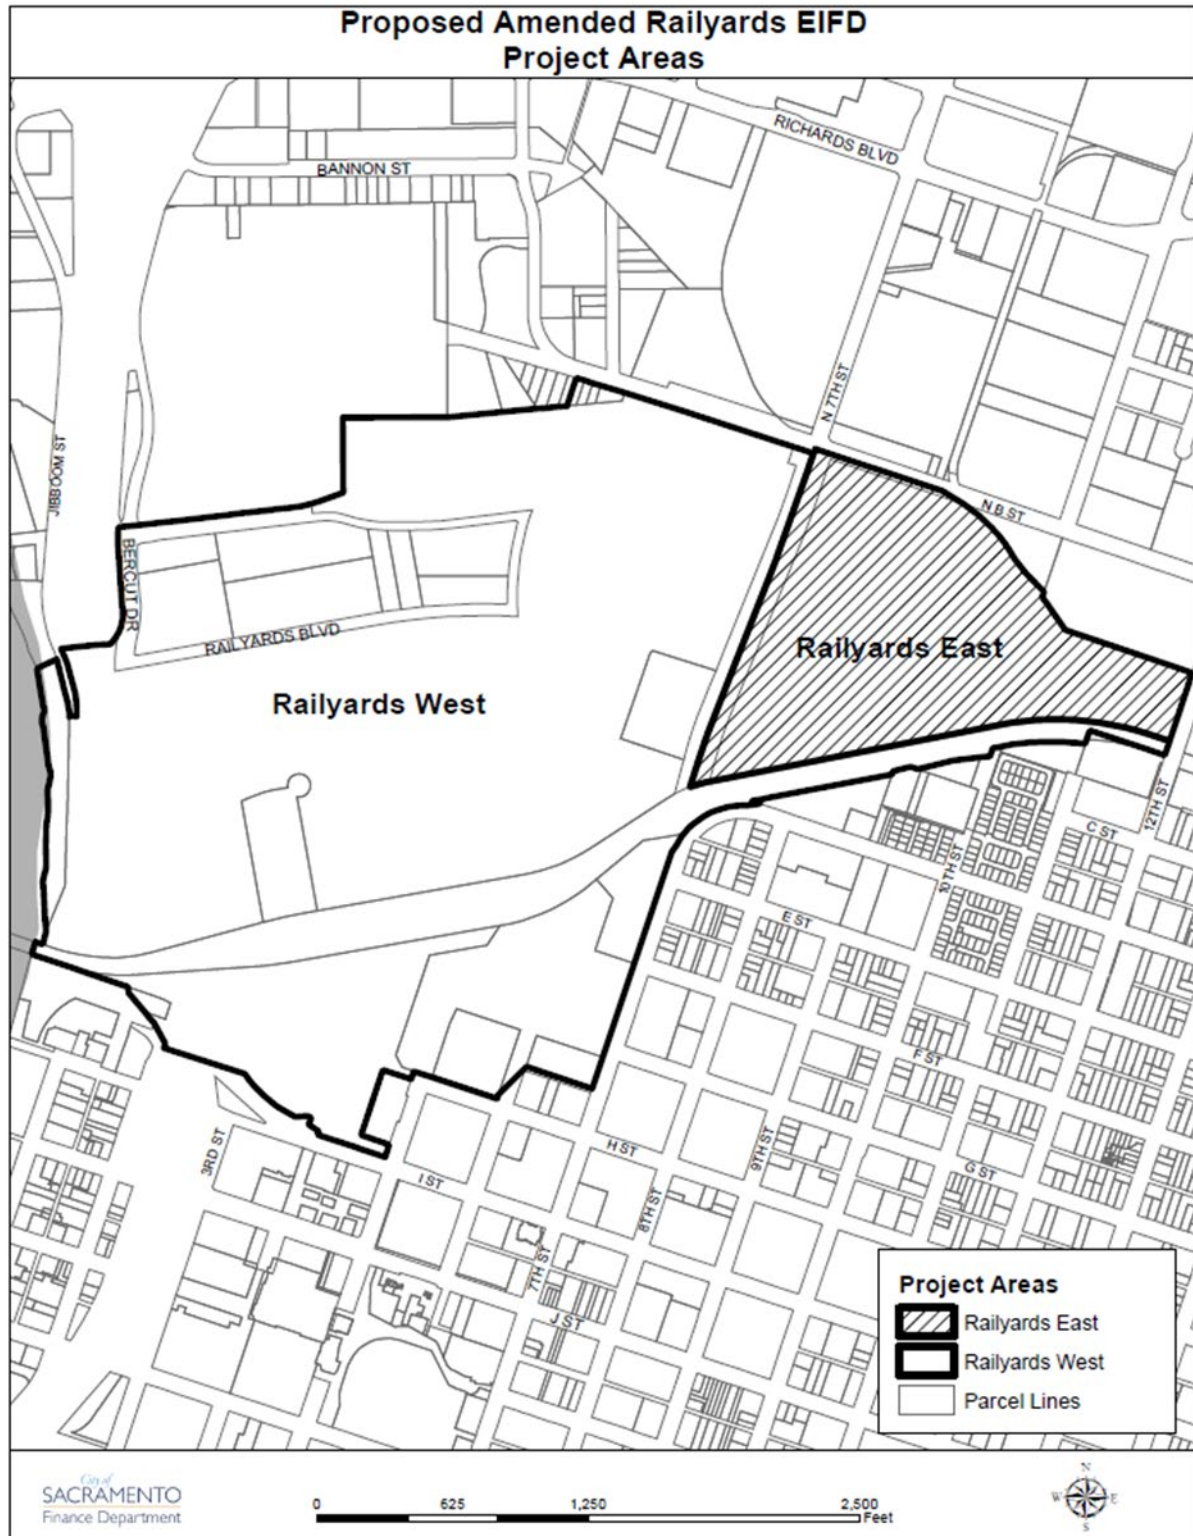 Proposed Amended Railyards EIFD
Project Areas
RICHARDS BLVD
BANNON ST
N 7TH ST
JIBBOOM ST
N B ST
BERCUT DR
RAILYARDS BLVD
Railyards East
Railyards West
12TH ST
C ST
10TH ST
E ST
F ST
3RD ST
H ST
9TH ST
I ST
G ST
8TH ST
7TH ST
J ST
Project Areas
Railyards East
Railyards West
Parcel Lines
City of
SACRAMENTO
Finance Department
0 625 1,250 2,500
Feet
N
W E
S